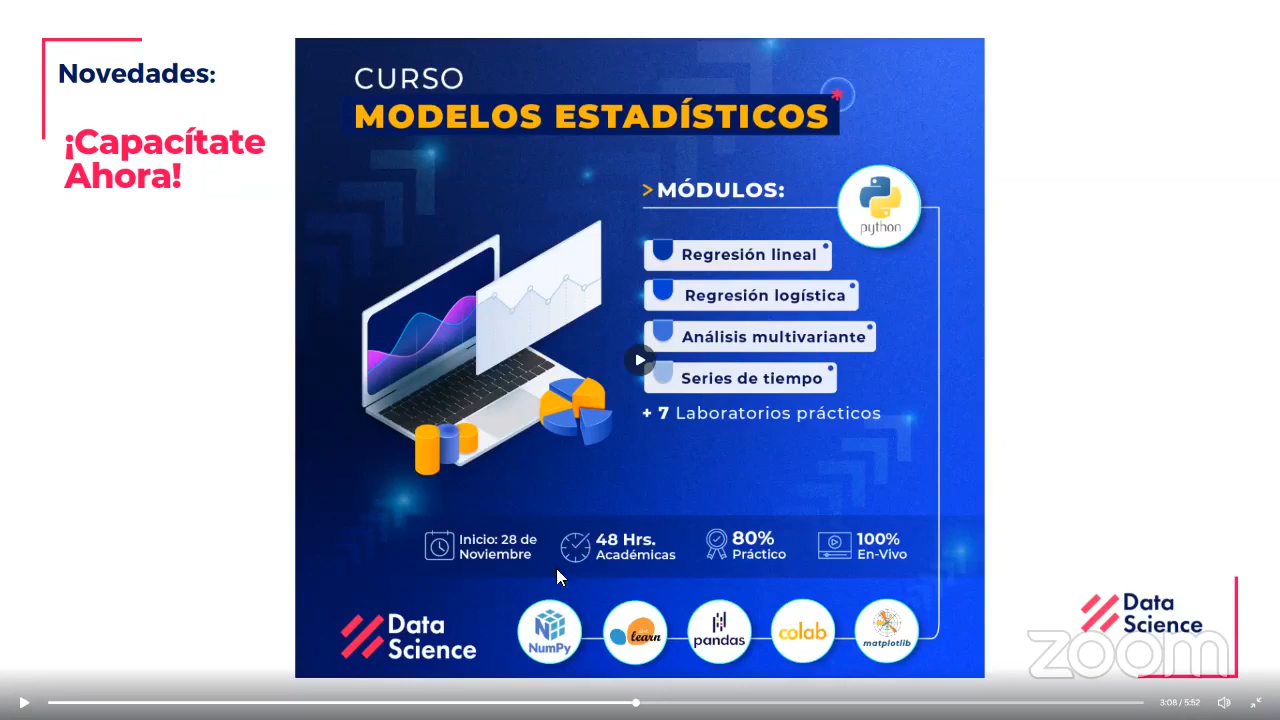 Novedades:
¡Capacítate
Ahora!
CURSO
MODELOS ESTADÍSTICOS
*
> MÓDULOS:
python
Regresión lineal
Regresión logística
Análisis multivariante
Series de tiempo
+ 7 Laboratorios prácticos
Inicio: 28 de
Noviembre
48 Hrs.
Académicas
80%
Práctico
100%
En-Vivo
Data
Science
NumPy
learn
pandas
colab
matplotlib
Data
Science
zoom
3:08 / 5:52